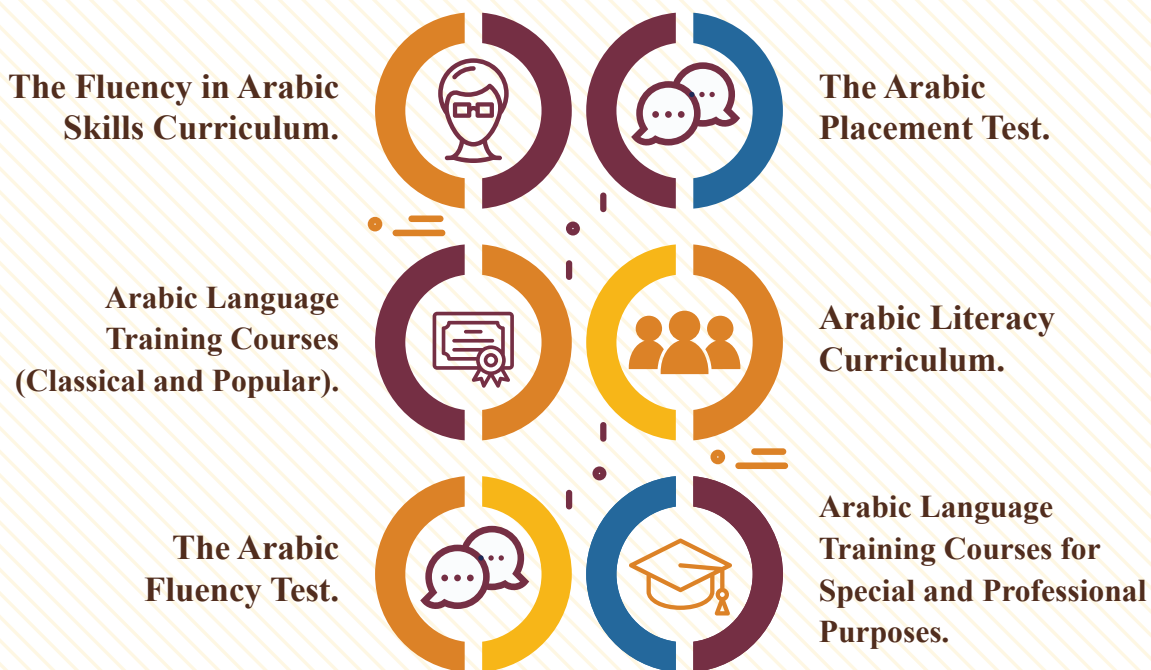 The Fluency in Arabic
Skills Curriculum.
The Arabic
Placement Test.
Arabic Language
Training Courses
(Classical and Popular).
Arabic Literacy
Curriculum.
The Arabic
Fluency Test.
Arabic Language
Training Courses for
Special and Professional
Purposes.